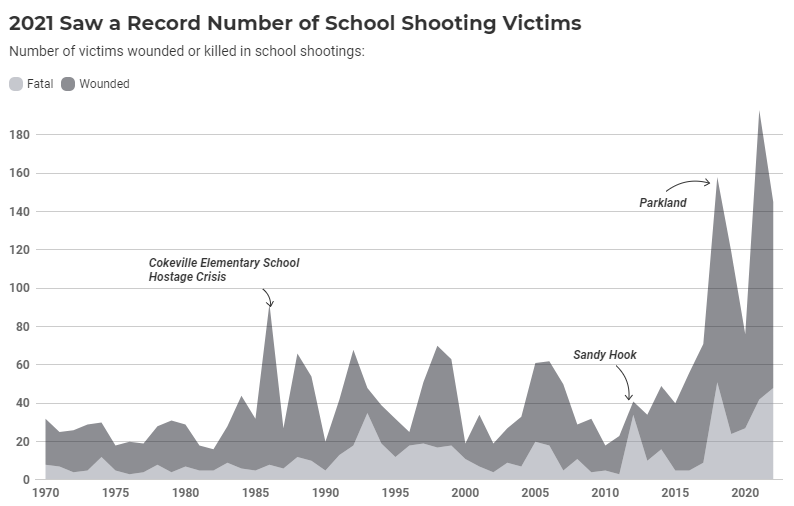 2021 Saw a Record Number of School Shooting Victims
Number of victims wounded or killed in school shootings:
Fatal Wounded
180
160
Parkland
140
120
Cokeville Elementary School
Hostage Crisis
100
80
Sandy Hook
60
40
20
0
1970 1975 1980 1985 1990 1995 2000 2005 2010 2015 2020